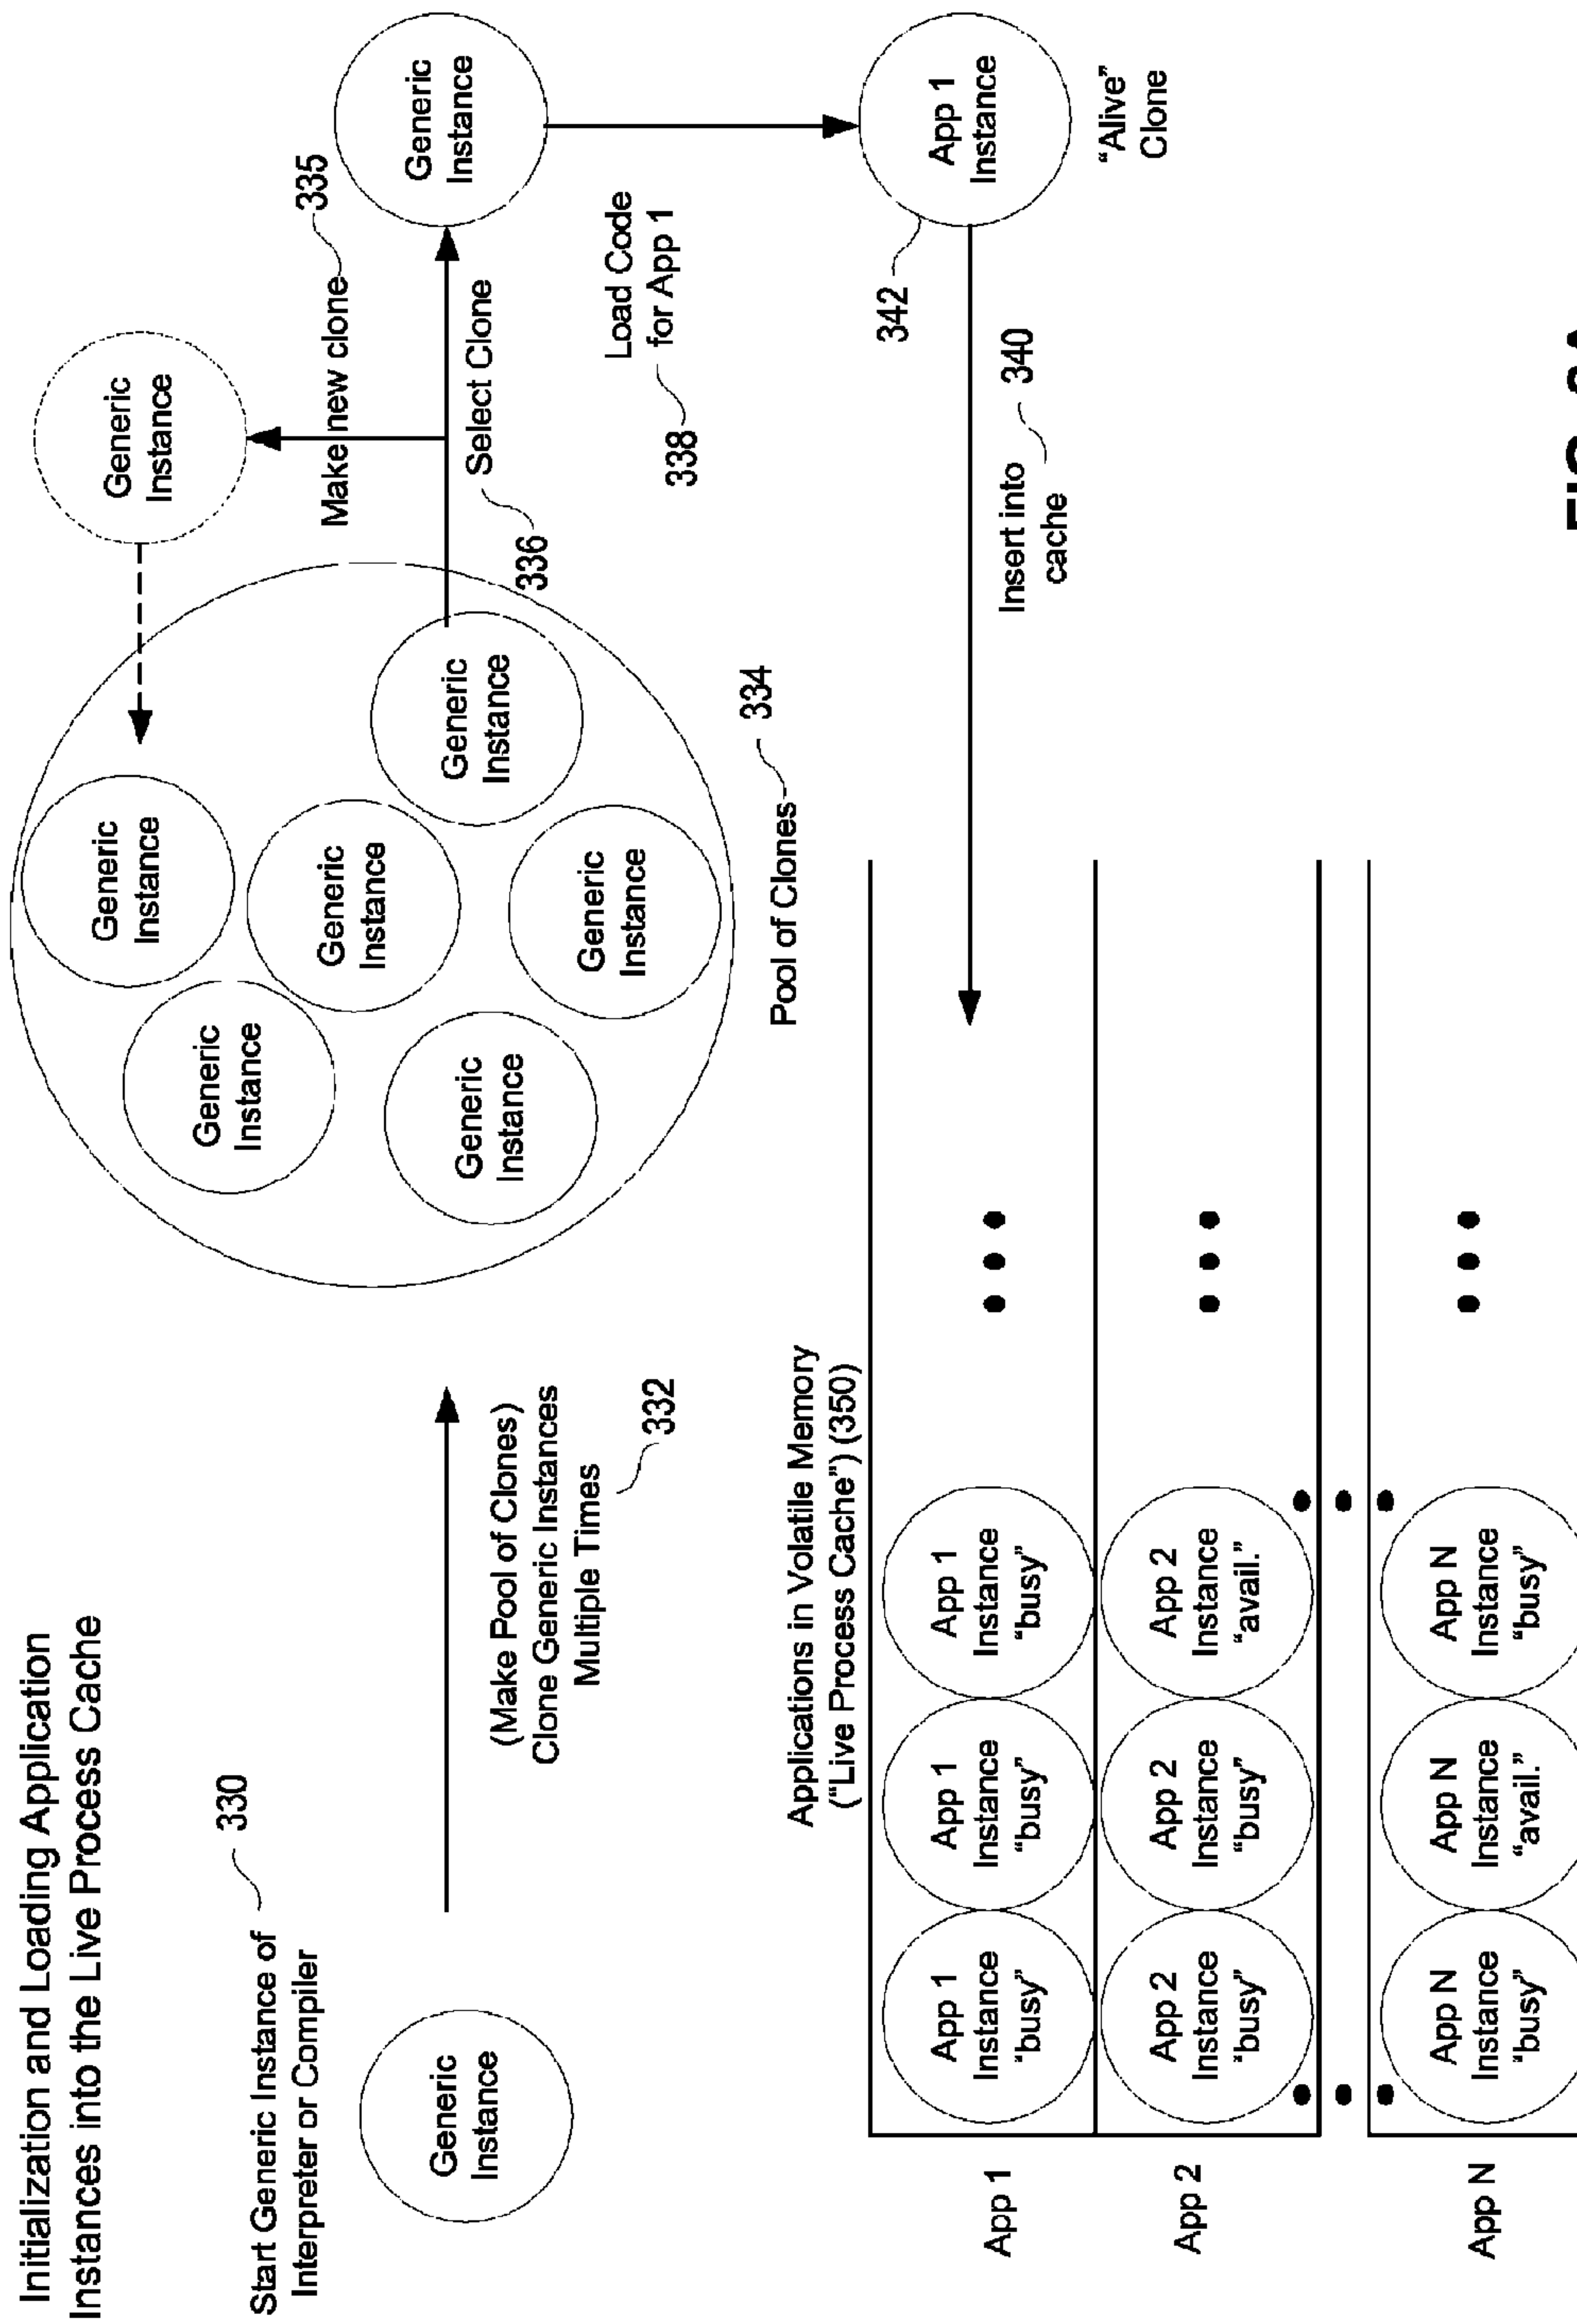 Initialization and Loading Application
Instances into the Live Process Cache
Start Generic Instance of
Interpreter or Compiler
330
Generic
Instance
(Make Pool of Clones)
Clone Generic Instances
Multiple Times
332
Generic
Instance
Generic
Instance
Generic
Instance
Generic
Instance
Generic
Instance
Generic
Instance
Pool of Clones
334
Generic
Instance
Make new clone
335
Select Clone
336
Generic
Instance
Load Code
for App 1
338
App 1
Instance
342
"Alive"
Clone
Insert into
cache
340
Applications in Volatile Memory
("Live Process Cache") (350)
App 1
App 1
Instance
"busy"
App 1
Instance
"busy"
App 1
Instance
"busy"
App 2
App 2
Instance
"busy"
App 2
Instance
"busy"
App 2
Instance
"avail."
App N
App N
Instance
"busy"
App N
Instance
"avail."
App N
Instance
"busy"